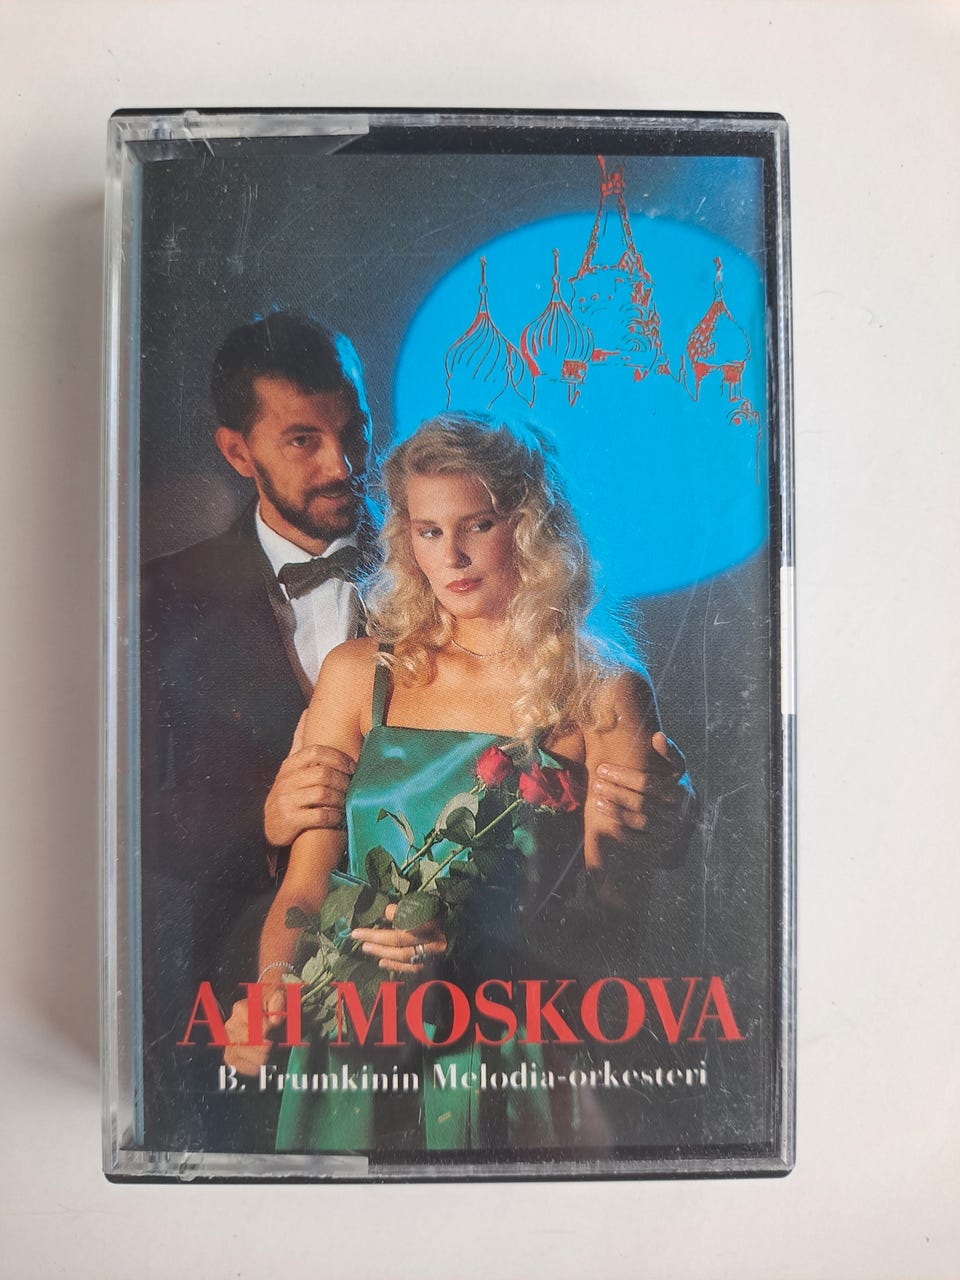 AH MOSKOVA
B. Frumkinin Melodia-orkesteri